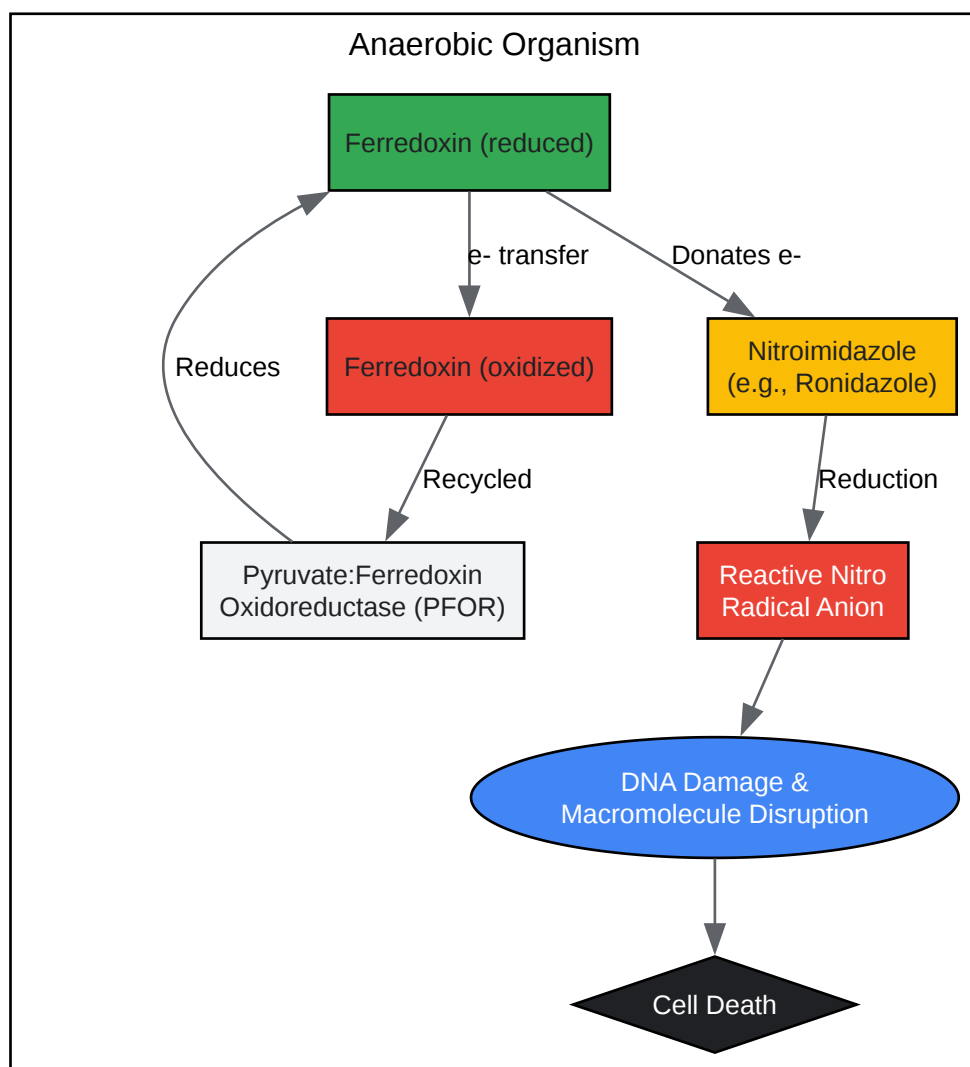 Anaerobic Organism
Ferredoxin (reduced)
e- transfer
Donates e-
Reduces
Ferredoxin (oxidized)
Nitroimidazole
(e.g., Ronidazole)
Recycled
Reduction
Pyruvate:Ferredoxin
Oxidoreductase (PFOR)
Reactive Nitro
Radical Anion
DNA Damage &
Macromolecule Disruption
Cell Death